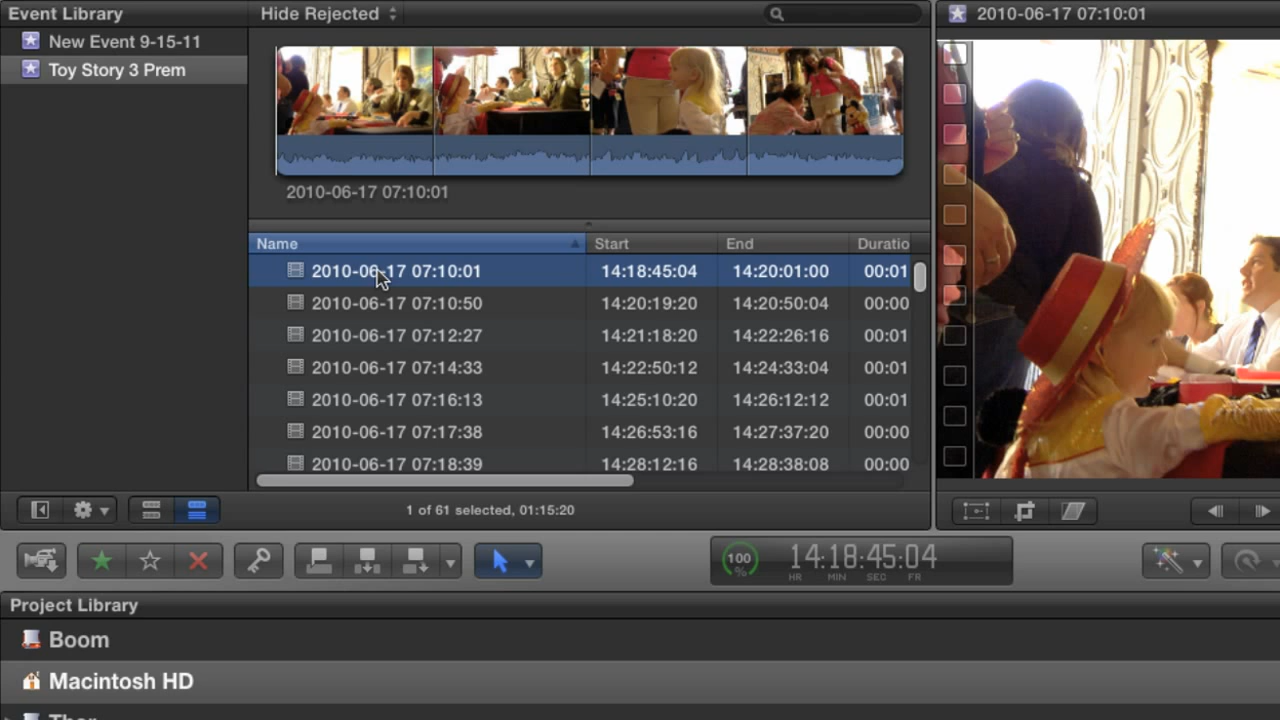 Event Library
Hide Rejected
2010-06-17 07:10:01
New Event 9-15-11
Toy Story 3 Prem
2010-06-17 07:10:01
Name Start End Duratio
2010-06-17 07:10:01 14:18:45:04 14:20:01:00 00:01
2010-06-17 07:10:50 14:20:19:20 14:20:50:04 00:00
2010-06-17 07:12:27 14:21:18:20 14:22:26:16 00:01
2010-06-17 07:14:33 14:22:50:12 14:24:33:04 00:01
2010-06-17 07:16:13 14:25:10:20 14:26:12:12 00:01
2010-06-17 07:17:38 14:26:53:16 14:27:37:20 00:00
2010-06-17 07:18:39 14:28:12:16 14:28:38:08 00:00
1 of 61 selected, 01:15:20
100 % 14:18:45:04
HR MIN SEC FR
Project Library
Boom
Macintosh HD